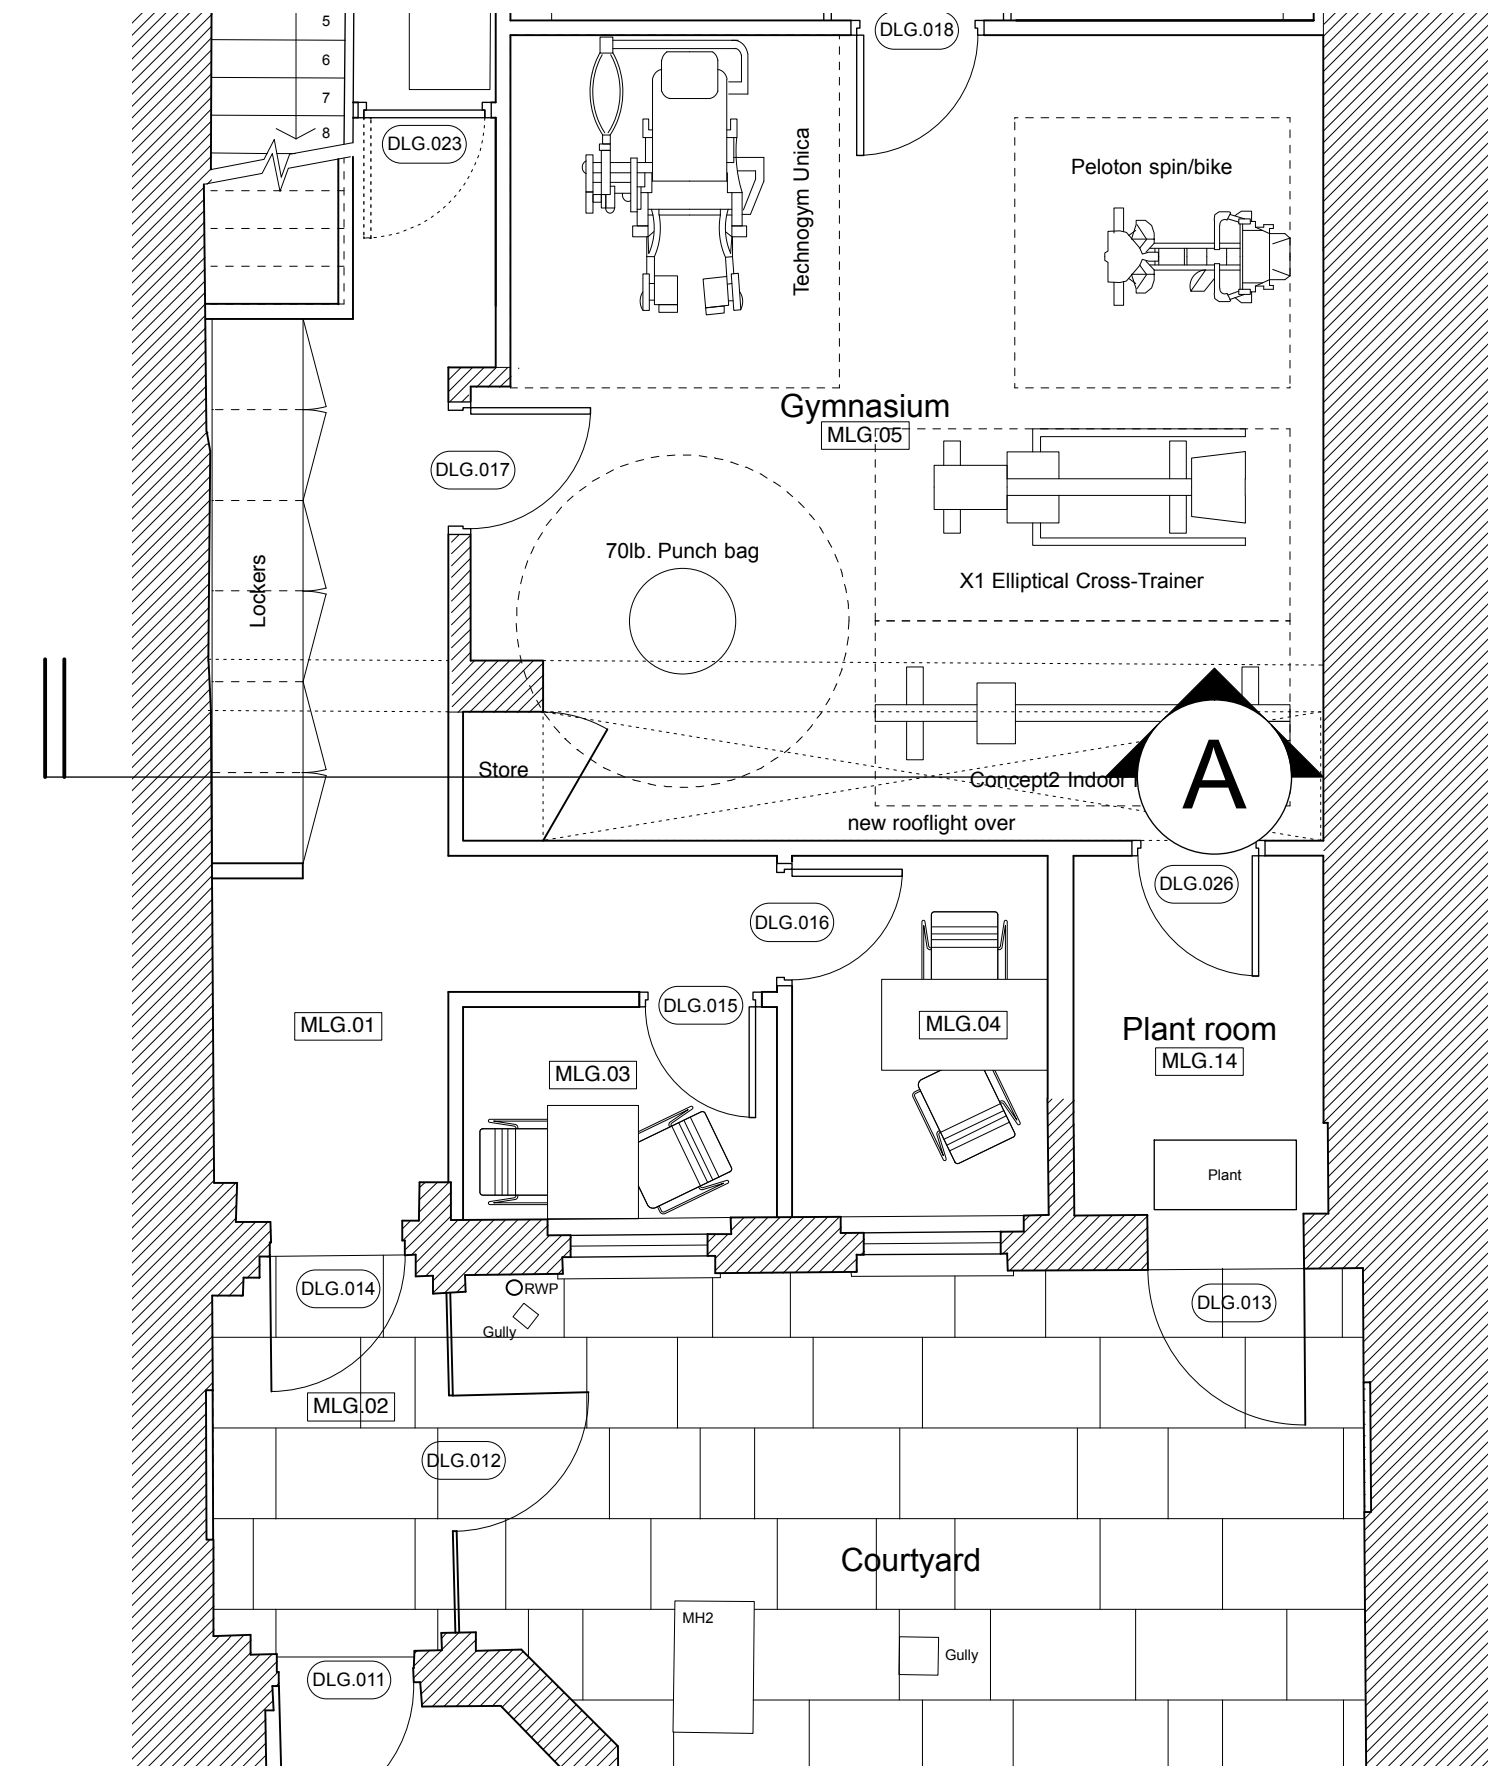 5
6
7
8
DLG.018
DLG.023
Technogym Unica
Peloton spin/bike
Gymnasium
MLG.05
DLG.017
70lb. Punch bag
X1 Elliptical Cross-Trainer
Lockers
Store
Concept2 Indoor
A
new rooflight over
DLG.026
DLG.016
DLG.015
MLG.01
MLG.04
Plant room
MLG.14
MLG.03
Plant
DLG.014
RWP
Gully
DLG.013
MLG.02
DLG.012
Courtyard
MH2
Gully
DLG.011